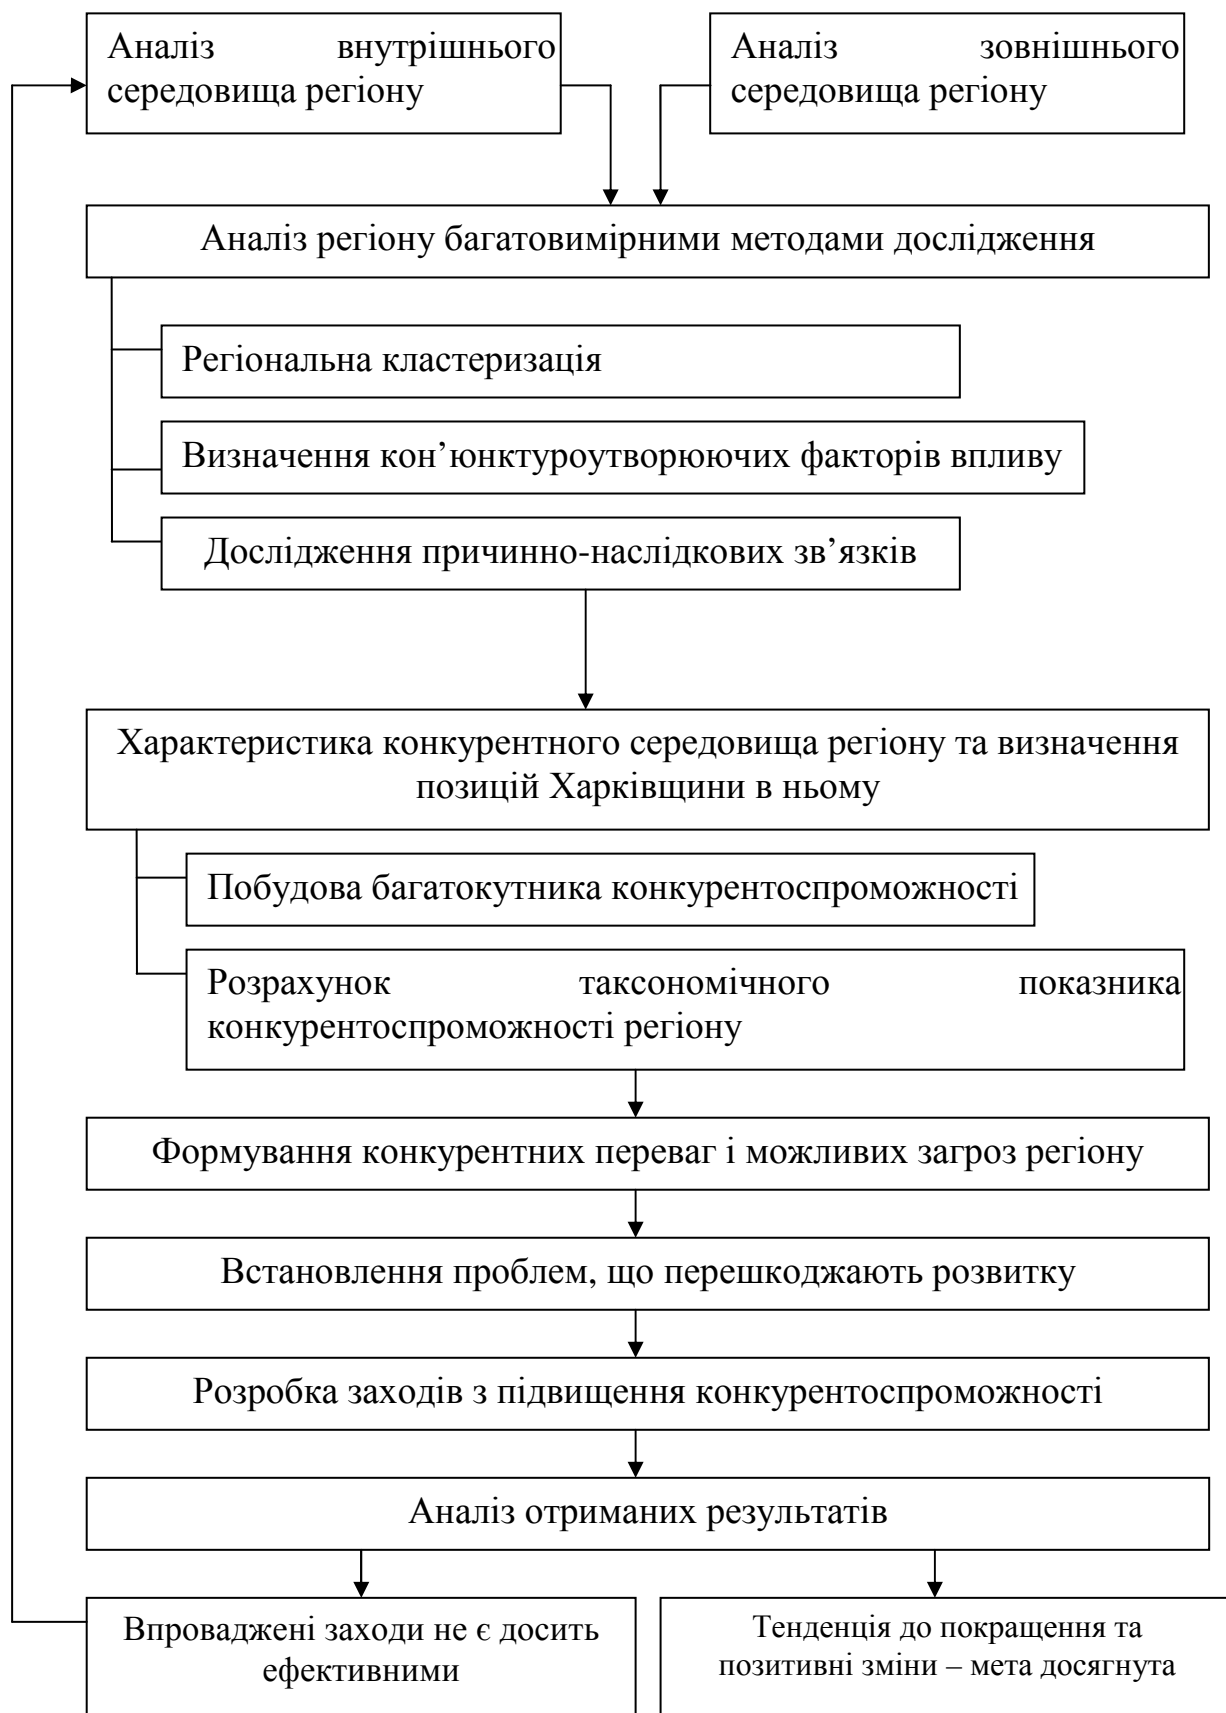 Аналіз внутрішнього
середовища регіону
Аналіз зовнішнього
середовища регіону
Аналіз регіону багатовимірними методами дослідження
Регіональна кластеризація
Визначення кон’юнктуроутворюючих факторів впливу
Дослідження причинно-наслідкових зв’язків
Характеристика конкурентного середовища регіону та визначення
позицій Харківщини в ньому
Побудова багатокутника конкурентоспроможності
Розрахунок таксономічного показника
конкурентоспроможності регіону
Формування конкурентних переваг і можливих загроз регіону
Встановлення проблем, що перешкоджають розвитку
Розробка заходів з підвищення конкурентоспроможності
Аналіз отриманих результатів
Впроваджені заходи не є досить
ефективними
Тенденція до покращення та
позитивні зміни – мета досягнута